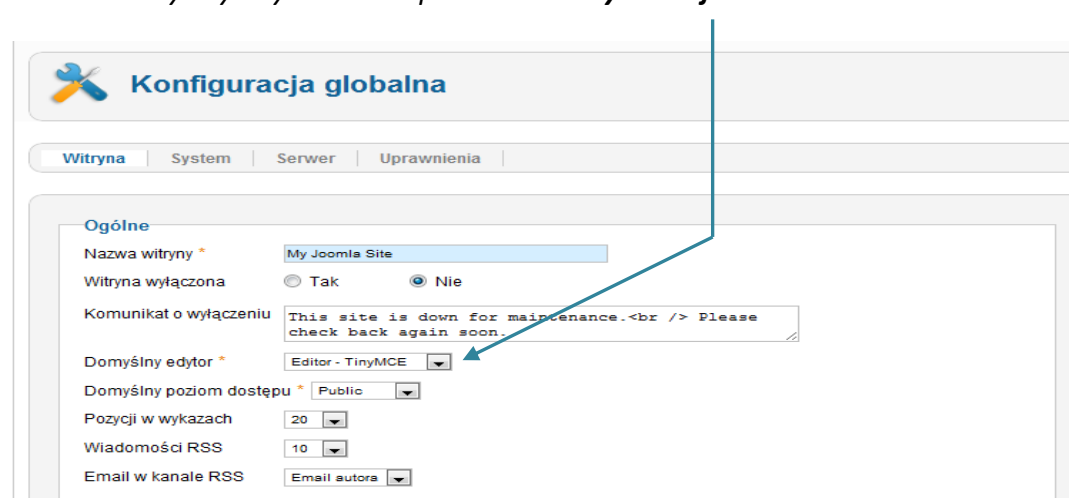 Konfiguracja globalna
Witryna System Serwer Uprawnienia
Ogólne
Nazwa witryny * My Joomla Site
Witryna wyłączona Tak Nie
Komunikat o wyłączeniu This site is down for maintenance.<br /> Please
check back again soon.
Domyślny edytor * Editor - TinyMCE
Domyślny poziom dostępu * Public
Pozycji w wykazach 20
Wiadomości RSS 10
Email w kanale RSS Email autora